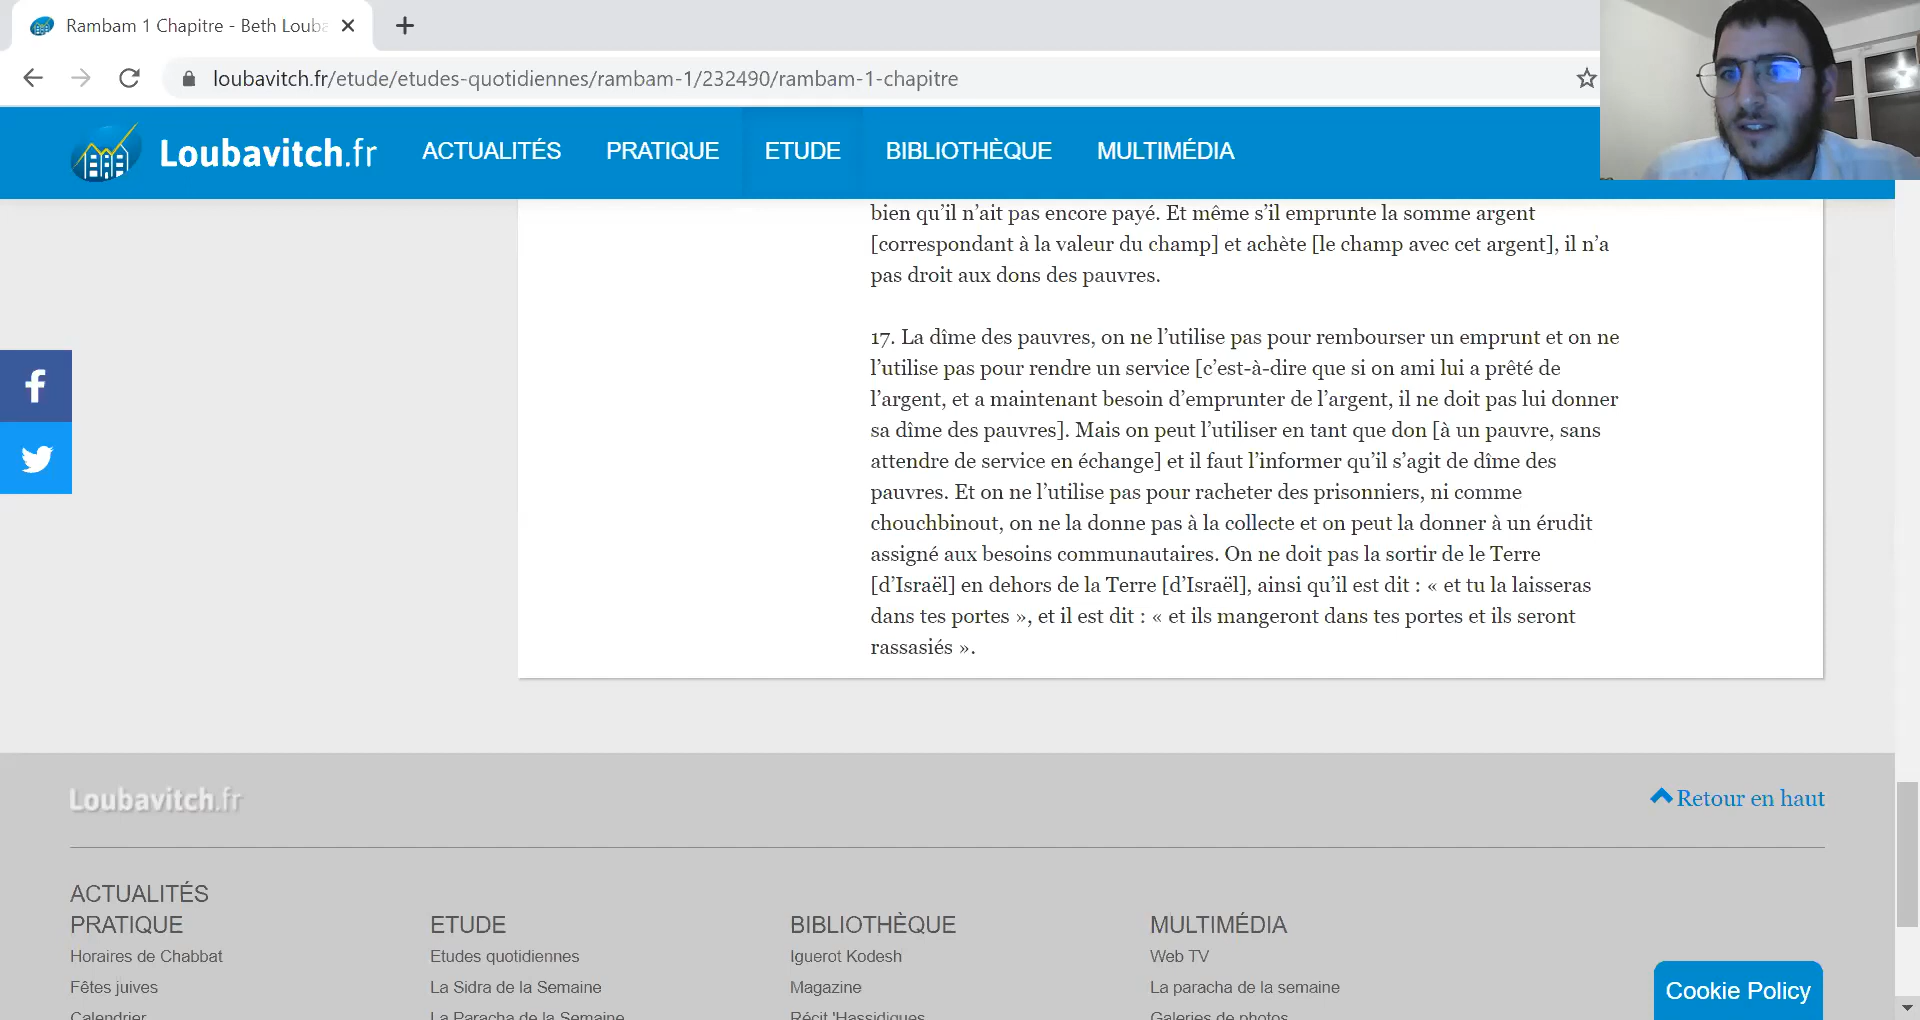 Rambam 1 Chapitre - Beth Louba
loubavitch.fr/etude/etudes-quotidiennes/rambam-1/232490/rambam-1-chapitre
Loubavitch.fr ACTUALITÉS PRATIQUE ETUDE BIBLIOTHÈQUE MULTIMÉDIA
bien qu’il n’ait pas encore payé. Et même s’il emprunte la somme argent
[correspondant à la valeur du champ] et achète [le champ avec cet argent], il n’a
pas droit aux dons des pauvres.
17. La dîme des pauvres, on ne l’utilise pas pour rembourser un emprunt et on ne
l’utilise pas pour rendre un service [c’est-à-dire que si on ami lui a prêté de
l’argent, et a maintenant besoin d’emprunter de l’argent, il ne doit pas lui donner
sa dîme des pauvres]. Mais on peut l’utiliser en tant que don [à un pauvre, sans
attendre de service en échange] et il faut l’informer qu’il s’agit de dîme des
pauvres. Et on ne l’utilise pas pour racheter des prisonniers, ni comme
chouchbinout, on ne la donne pas à la collecte et on peut la donner à un érudit
assigné aux besoins communautaires. On ne doit pas la sortir de le Terre
[d’Israël] en dehors de la Terre [d’Israël], ainsi qu’il est dit : « et tu la laisseras
dans tes portes », et il est dit : « et ils mangeront dans tes portes et ils seront
rassasiés ».
Loubavitch.fr
Retour en haut
ACTUALITÉS
PRATIQUE ETUDE BIBLIOTHÈQUE MULTIMÉDIA
Horaires de Chabbat Etudes quotidiennes Iguerot Kodesh Web TV
Fêtes juives La Sidra de la Semaine Magazine La paracha de la semaine
Calendrier La Paracha de la Semaine Récit 'Hassidiques Galeries de photos
Cookie Policy